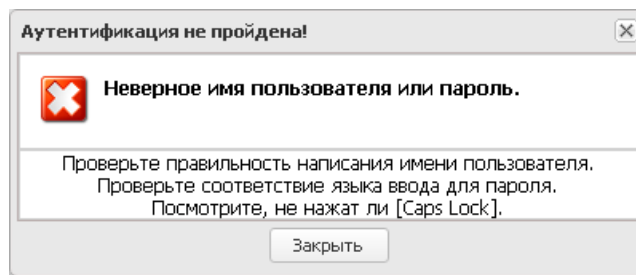 Аутентификация не пройдена!
Неверное имя пользователя или пароль.
Проверьте правильность написания имени пользователя.
Проверьте соответствие языка ввода для пароля.
Посмотрите, не нажат ли [Caps Lock].
Закрыть